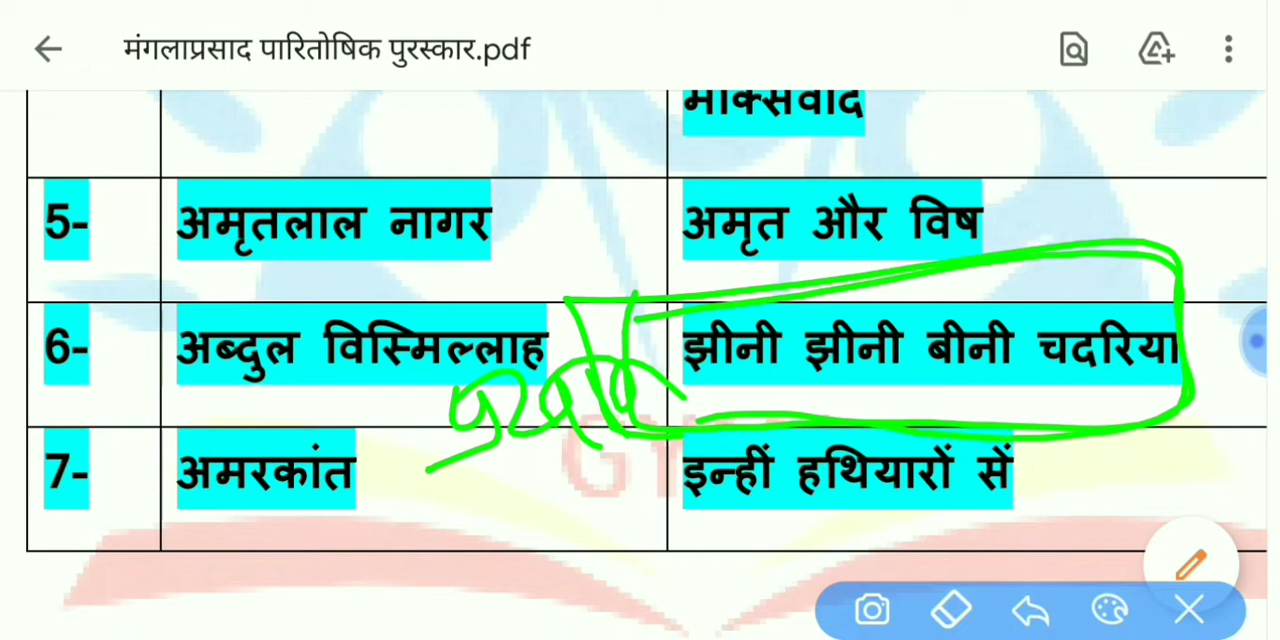 मंगलाप्रसाद पारितोषिक पुरस्कार.pdf
मार्क्सवाद
5- अमृतलाल नागर अमृत और विष
6- अब्दुल विस्मिल्लाह झीनी झीनी बीनी चदरिया
7- अमरकांत इन्हीं हथियारों सें